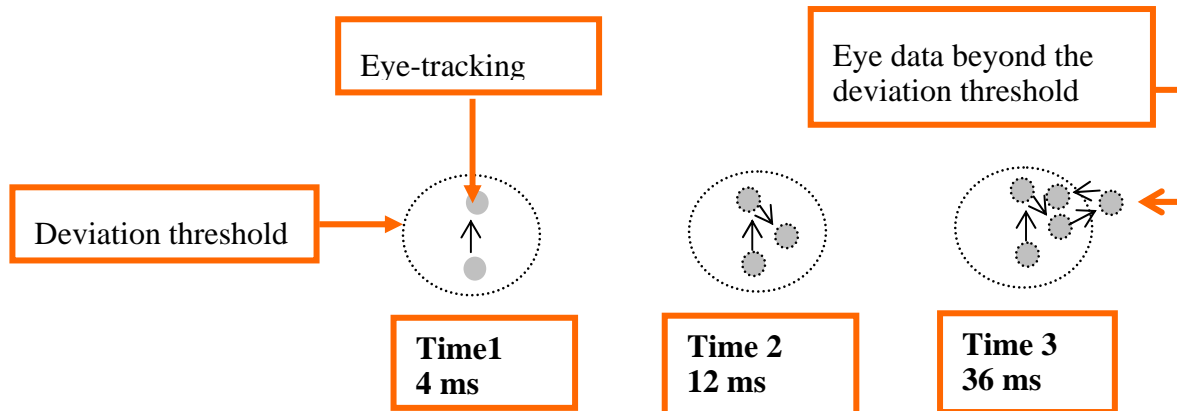 Eye-tracking
Eye data beyond the
deviation threshold
Deviation threshold
Time1
4 ms
Time 2
12 ms
Time 3
36 ms